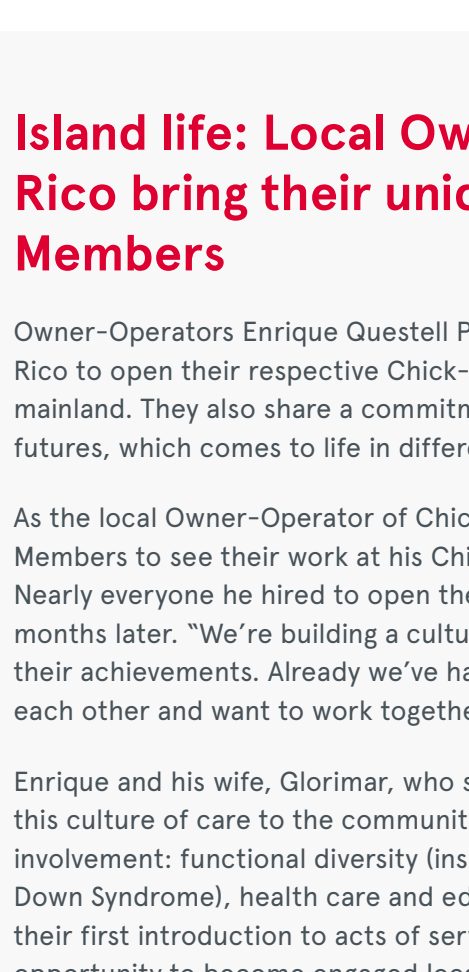 Island life: Local Ow
Rico bring their uniq
Members
Owner-Operators Enrique Questell P
Rico to open their respective Chick-
mainland. They also share a commitm
futures, which comes to life in differe
As the local Owner-Operator of Chic
Members to see their work at his Chi
Nearly everyone he hired to open the
months later. “We’re building a cultu
their achievements. Already we’ve ha
each other and want to work togethe
Enrique and his wife, Glorimar, who s
this culture of care to the communit
involvement: functional diversity (ins
Down Syndrome), health care and ed
their first introduction to acts of ser
opportunity to become engaged lea